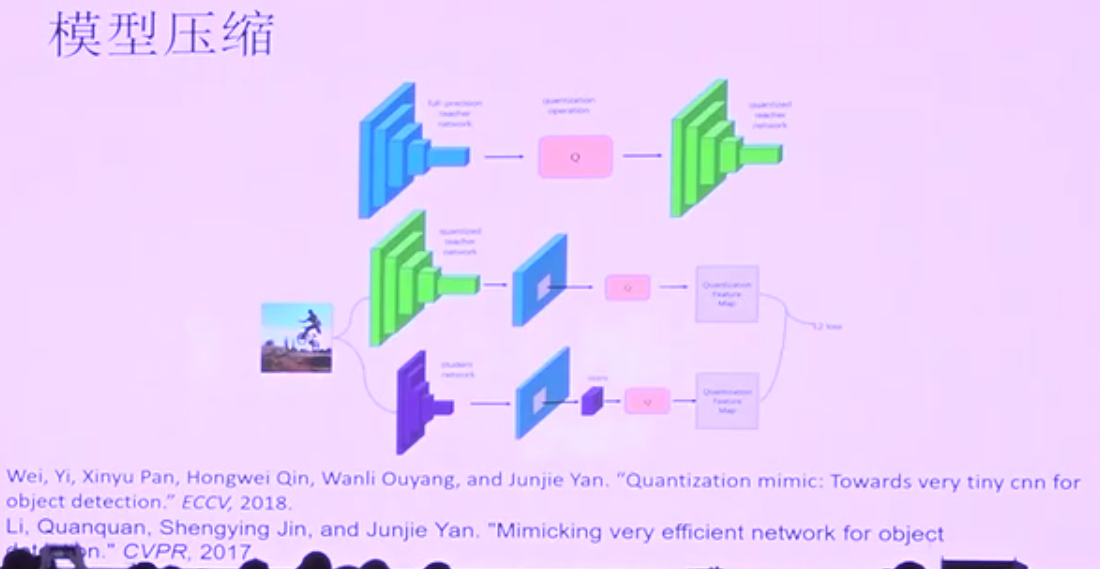 模型压缩
full-precision
teacher
network
quantization
operation
Q
quantized
teacher
network
quantized
teacher
network
Q
Quantization
Feature
Map
L2 loss
student
network
Q
Quantization
Feature
Map
Wei, Yi, Xinyu Pan, Hongwei Qin, Wanli Ouyang, and Junjie Yan. "Quantization mimic: Towards very tiny cnn for
object detection." ECCV, 2018.
Li, Quanquan, Shengying Jin, and Junjie Yan. "Mimicking very efficient network for object
detection." CVPR, 2017